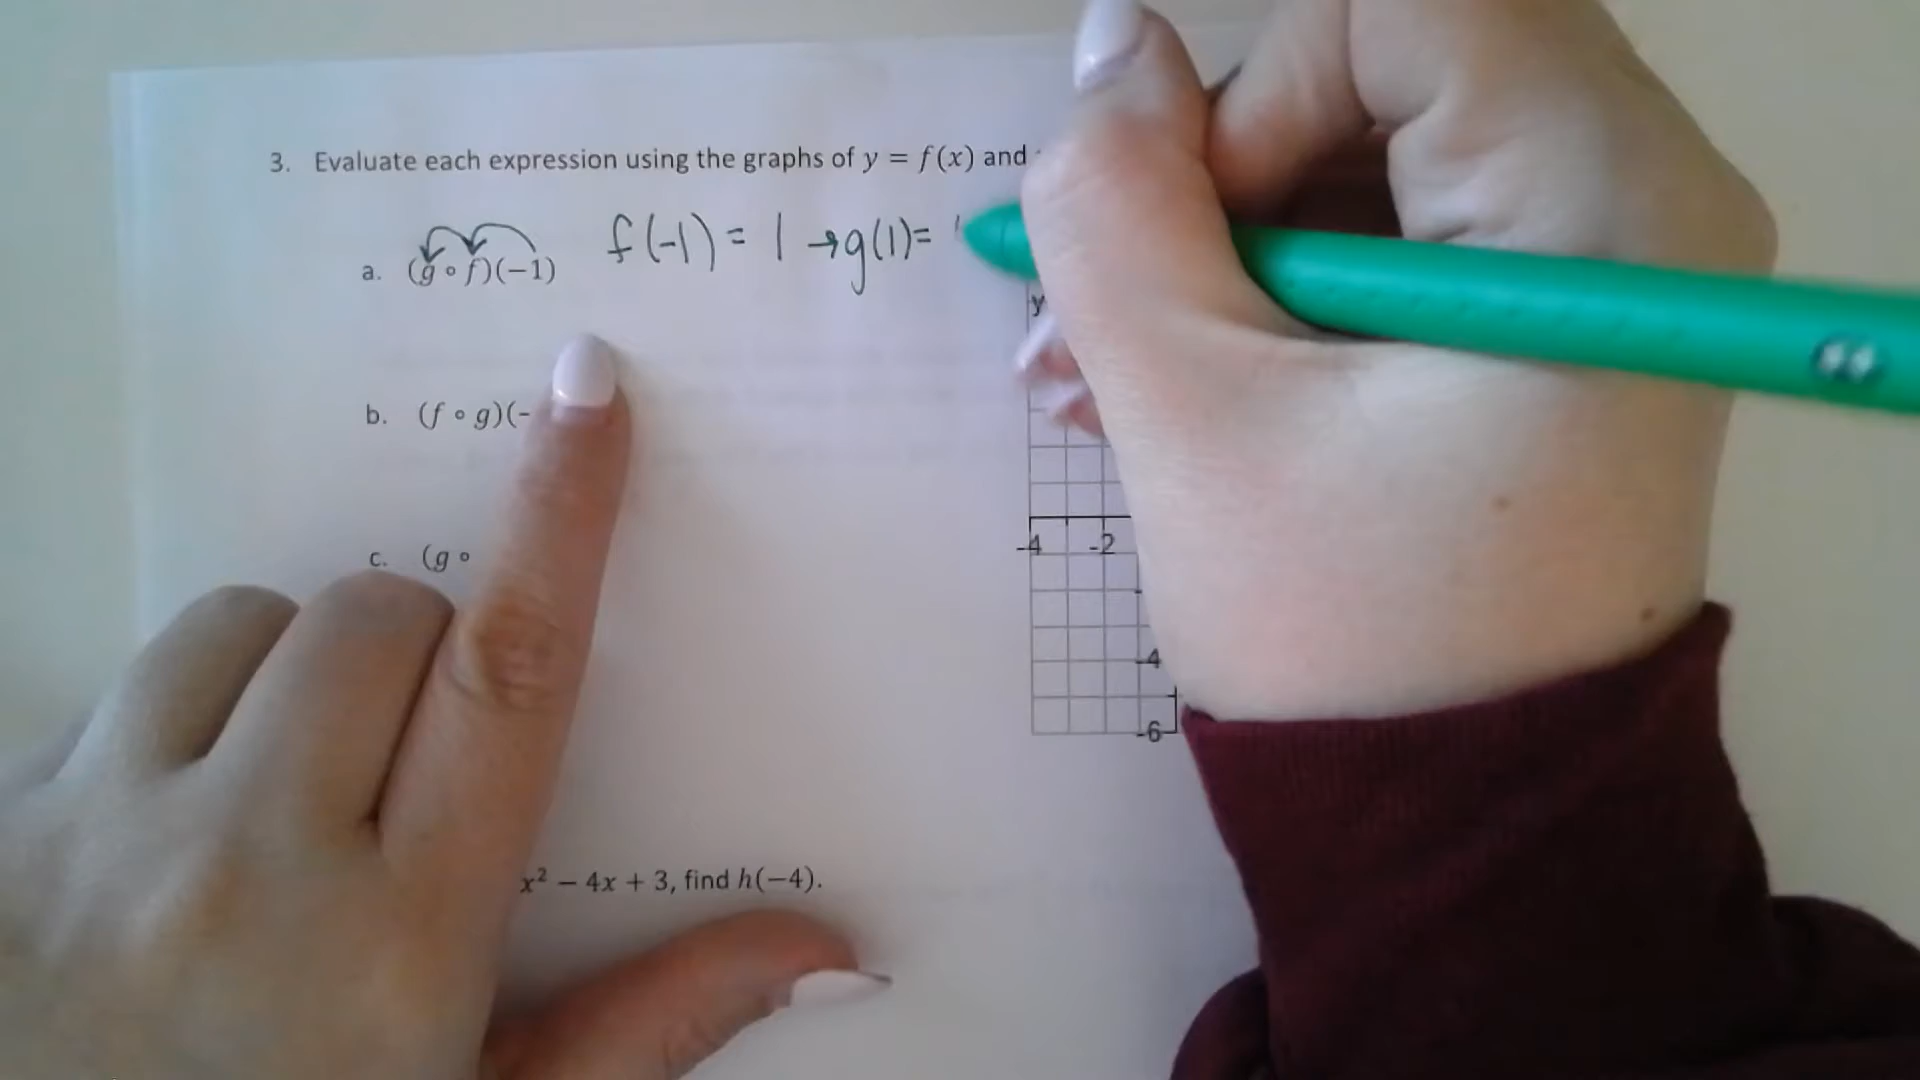 3. Evaluate each expression using the graphs of y = f(x) and
a. (g ∘ f)(−1) f(-1) = 1 → g(1) =
y
b. (f ∘ g)(-
-4 -2
c. (g ∘
-4
-6
x² − 4x + 3, find h(−4).